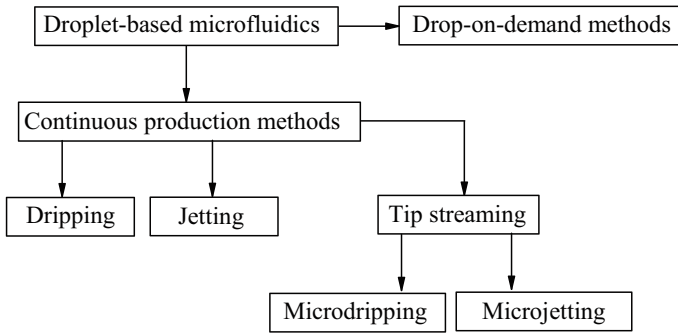 Droplet-based microfluidics
Drop-on-demand methods
Continuous production methods
Dripping
Jetting
Tip streaming
Microdripping
Microjetting